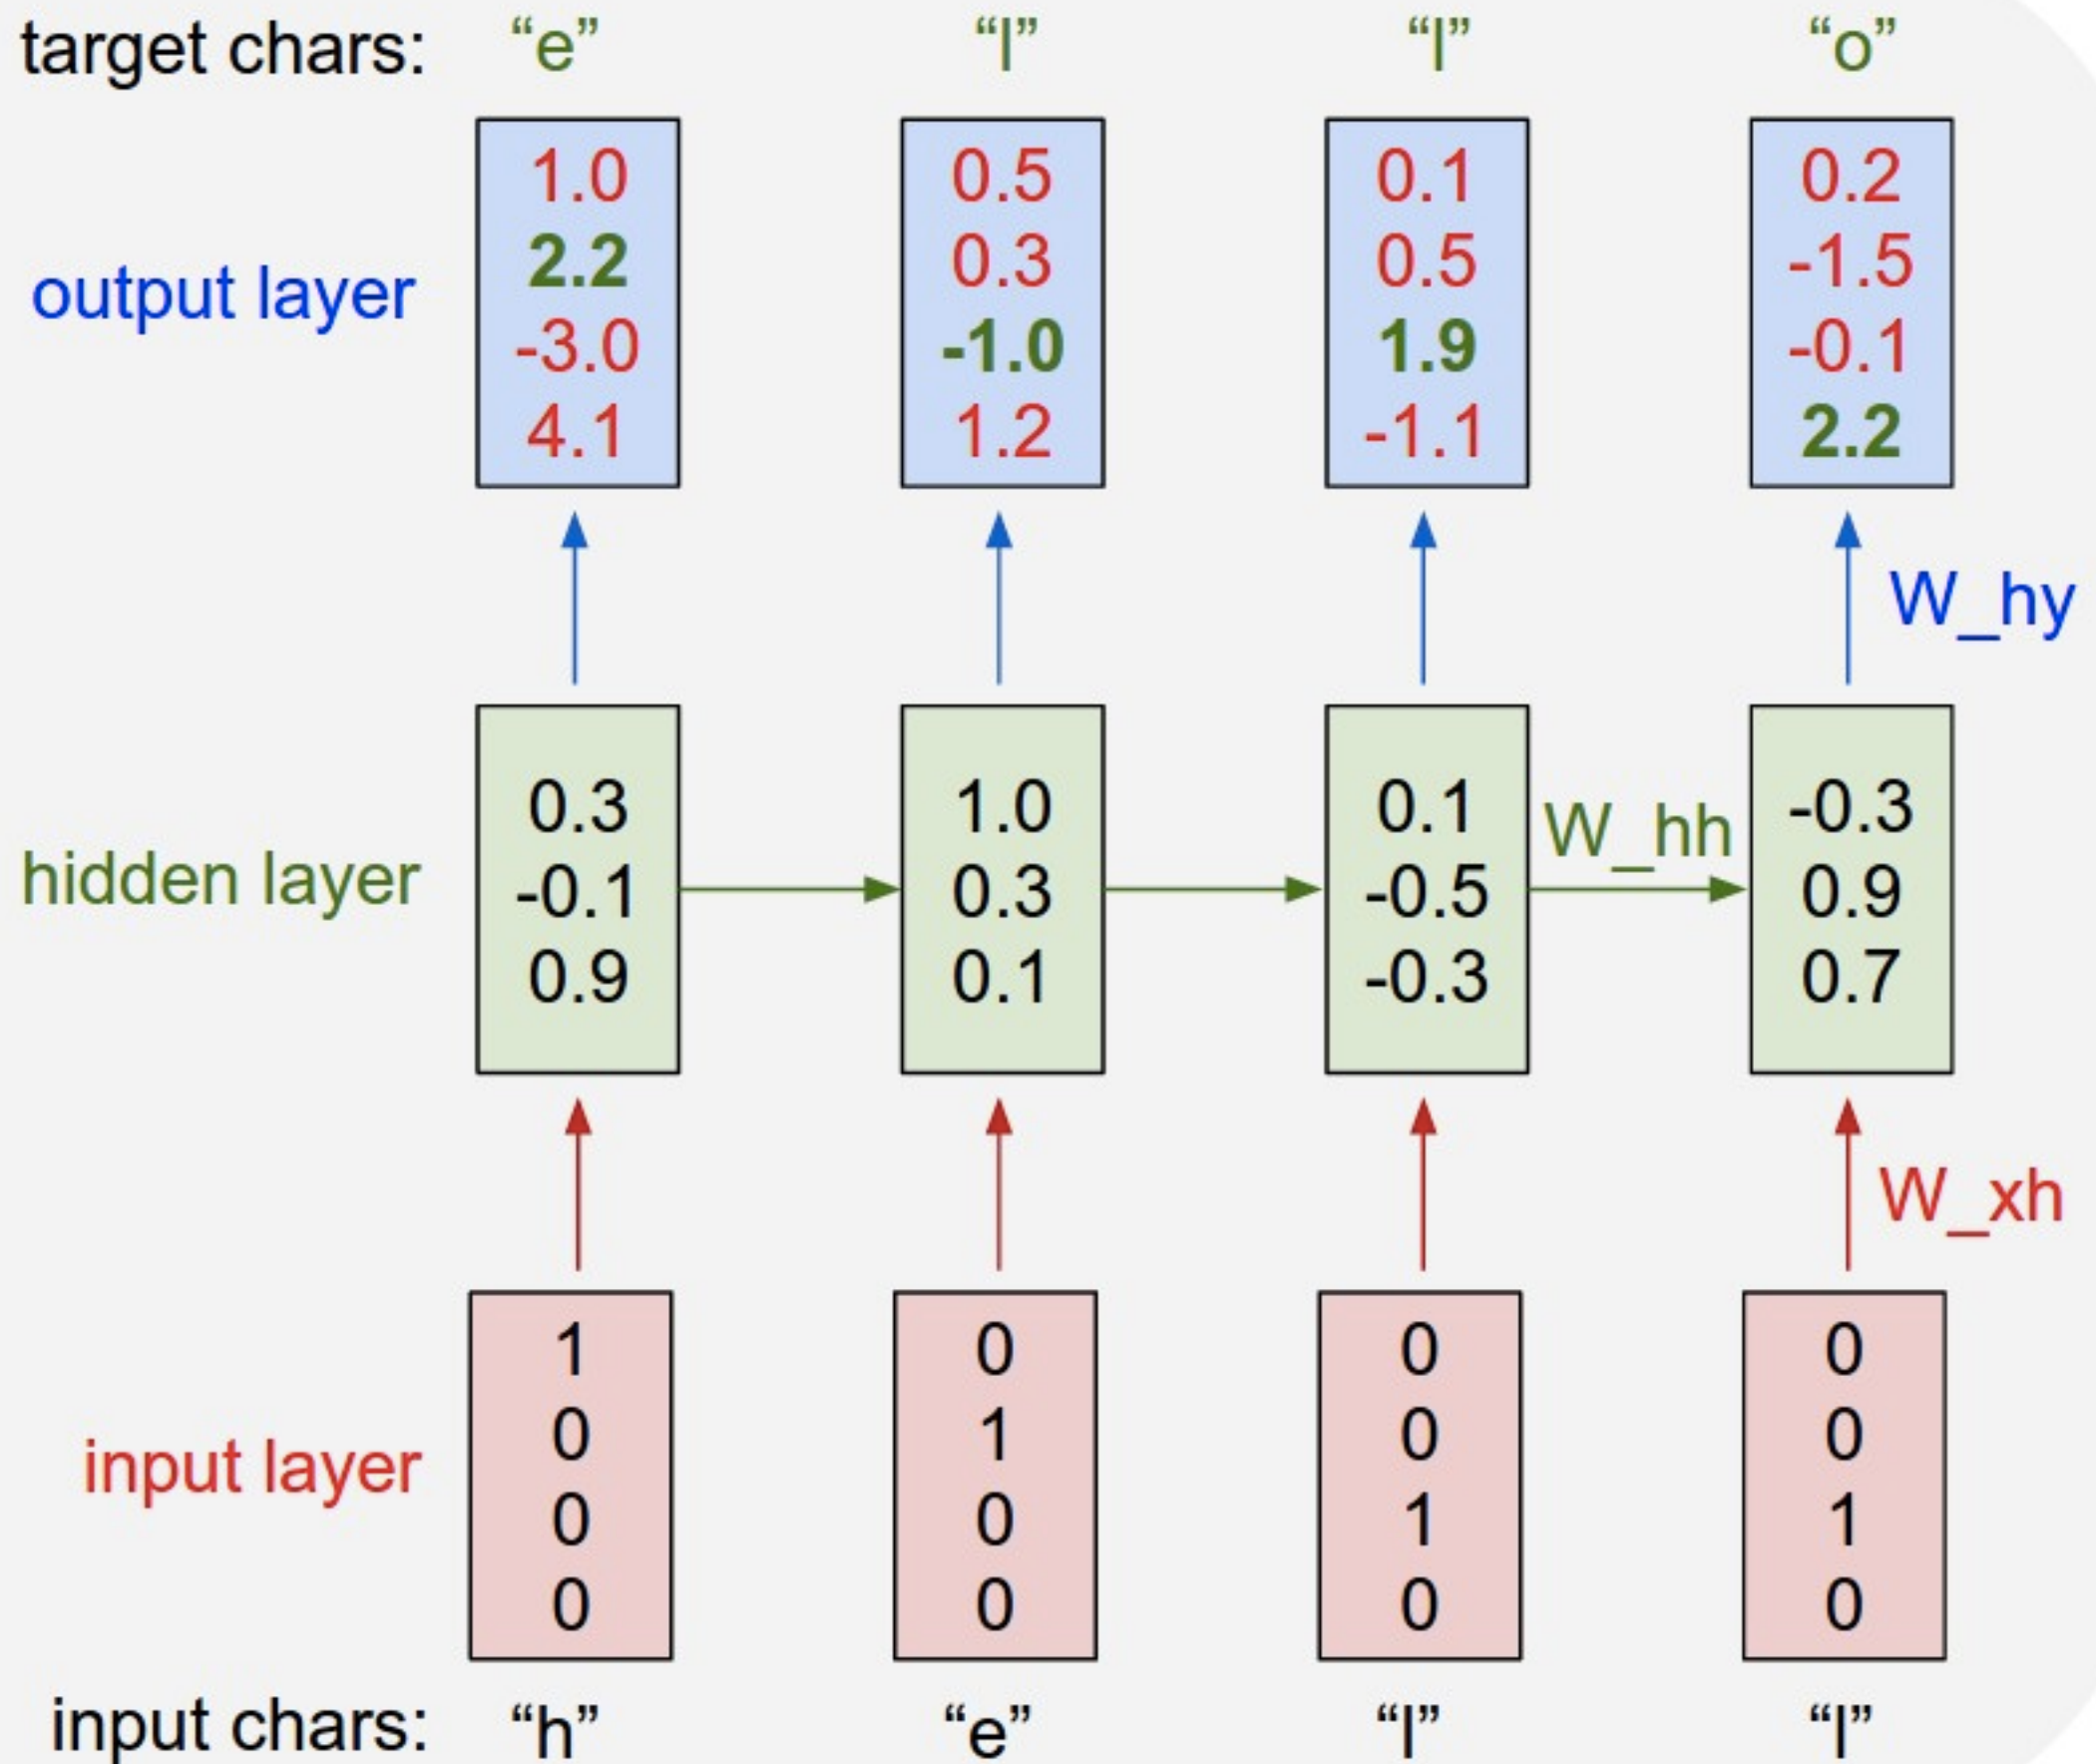 target chars: “e” “l” “l” “o”
1.0 0.5 0.1 0.2
2.2 0.3 0.5 -1.5
output layer
-3.0 -1.0 1.9 -0.1
4.1 1.2 -1.1 2.2
W_hy
0.3 1.0 0.1 -0.3
W_hh
hidden layer -0.1 0.3 -0.5 0.9
0.9 0.1 -0.3 0.7
W_xh
1 0 0 0
0 1 0 0
input layer
0 0 1 1
0 0 0 0
input chars: “h” “e” “l” “l”